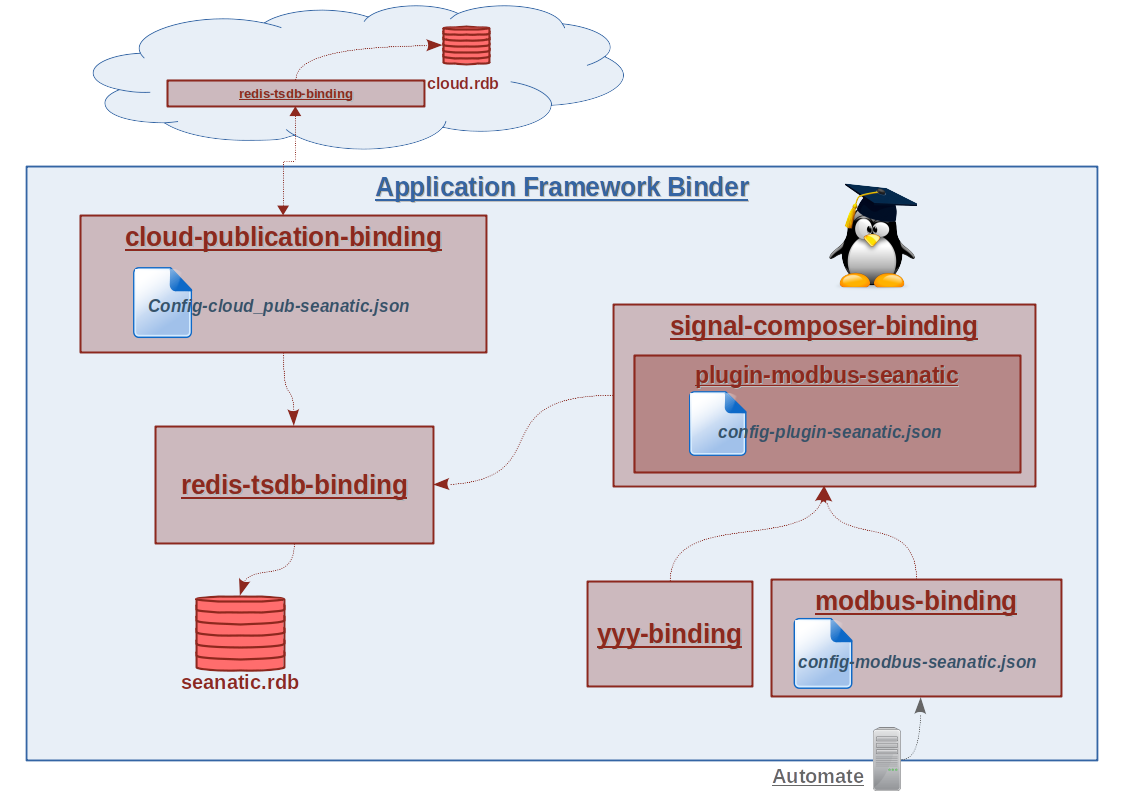 cloud.rdb
redis-tsdb-binding
Application Framework Binder
cloud-publication-binding
Config-cloud_pub-seanatic.json
signal-composer-binding
plugin-modbus-seanatic
config-plugin-seanatic.json
redis-tsdb-binding
seanatic.rdb
yyy-binding
modbus-binding
config-modbus-seanatic.json
Automate